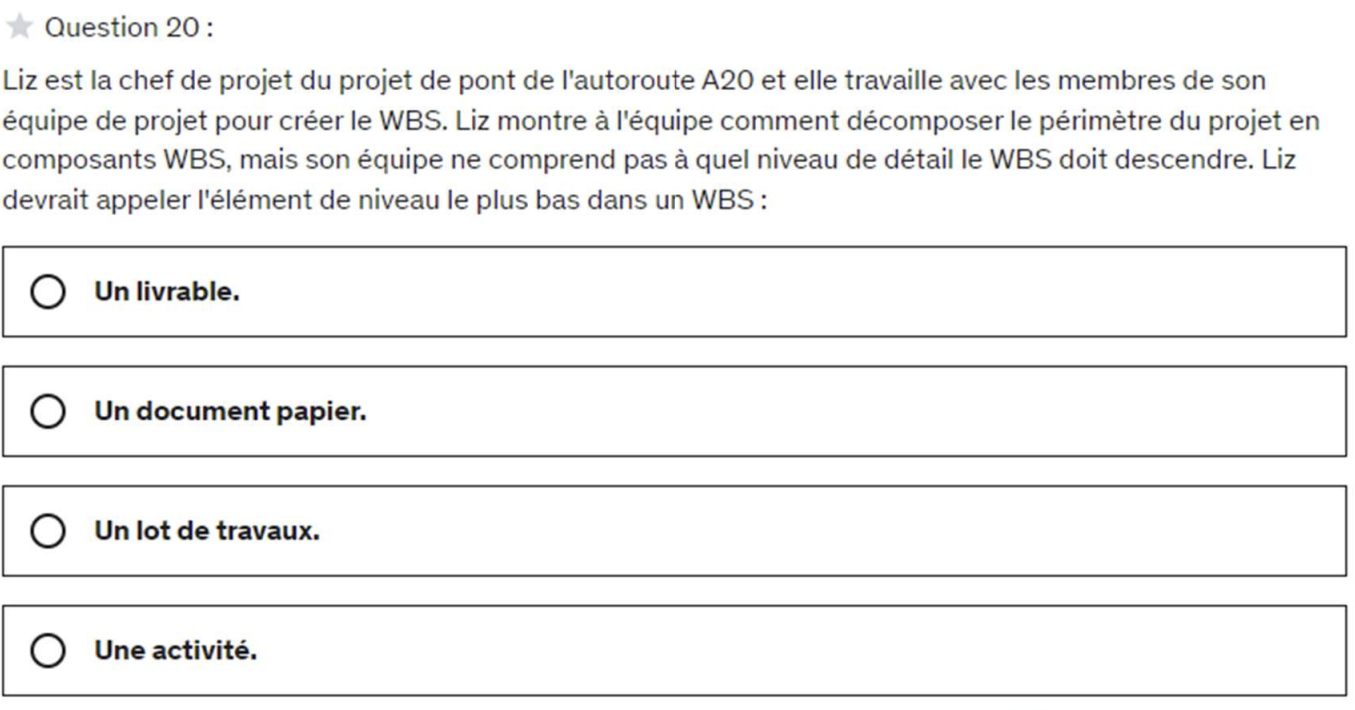 Question 20 :
Liz est la chef de projet du projet de pont de l'autoroute A20 et elle travaille avec les membres de son
équipe de projet pour créer le WBS. Liz montre à l'équipe comment décomposer le périmètre du projet en
composants WBS, mais son équipe ne comprend pas à quel niveau de détail le WBS doit descendre. Liz
devrait appeler l'élément de niveau le plus bas dans un WBS :
Un livrable.
Un document papier.
Un lot de travaux.
Une activité.